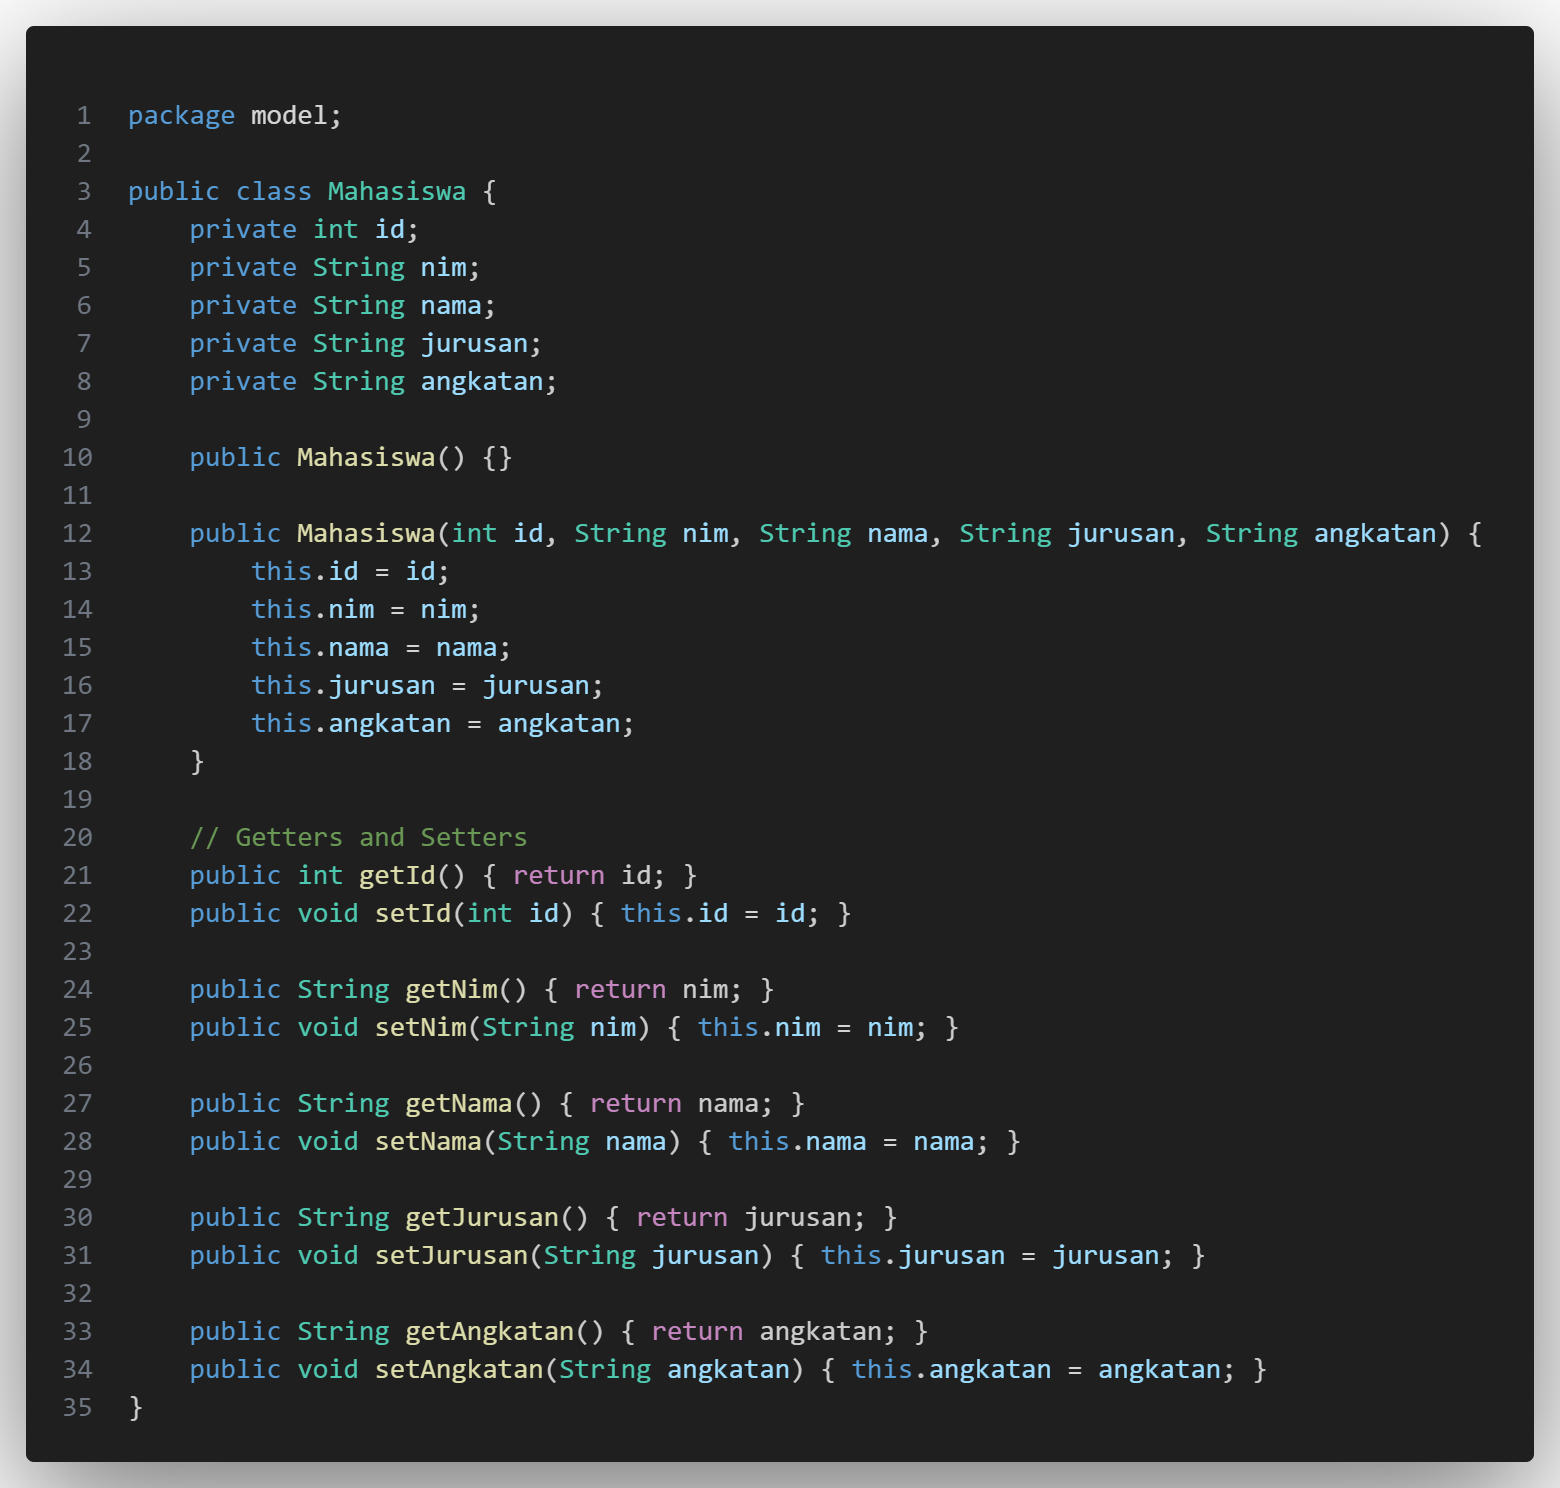 1 package model;
2
3 public class Mahasiswa {
4     private int id;
5     private String nim;
6     private String nama;
7     private String jurusan;
8     private String angkatan;
9
10     public Mahasiswa() {}
11
12     public Mahasiswa(int id, String nim, String nama, String jurusan, String angkatan) {
13         this.id = id;
14         this.nim = nim;
15         this.nama = nama;
16         this.jurusan = jurusan;
17         this.angkatan = angkatan;
18     }
19
20     // Getters and Setters
21     public int getId() { return id; }
22     public void setId(int id) { this.id = id; }
23
24     public String getNim() { return nim; }
25     public void setNim(String nim) { this.nim = nim; }
26
27     public String getNama() { return nama; }
28     public void setNama(String nama) { this.nama = nama; }
29
30     public String getJurusan() { return jurusan; }
31     public void setJurusan(String jurusan) { this.jurusan = jurusan; }
32
33     public String getAngkatan() { return angkatan; }
34     public void setAngkatan(String angkatan) { this.angkatan = angkatan; }
35 }